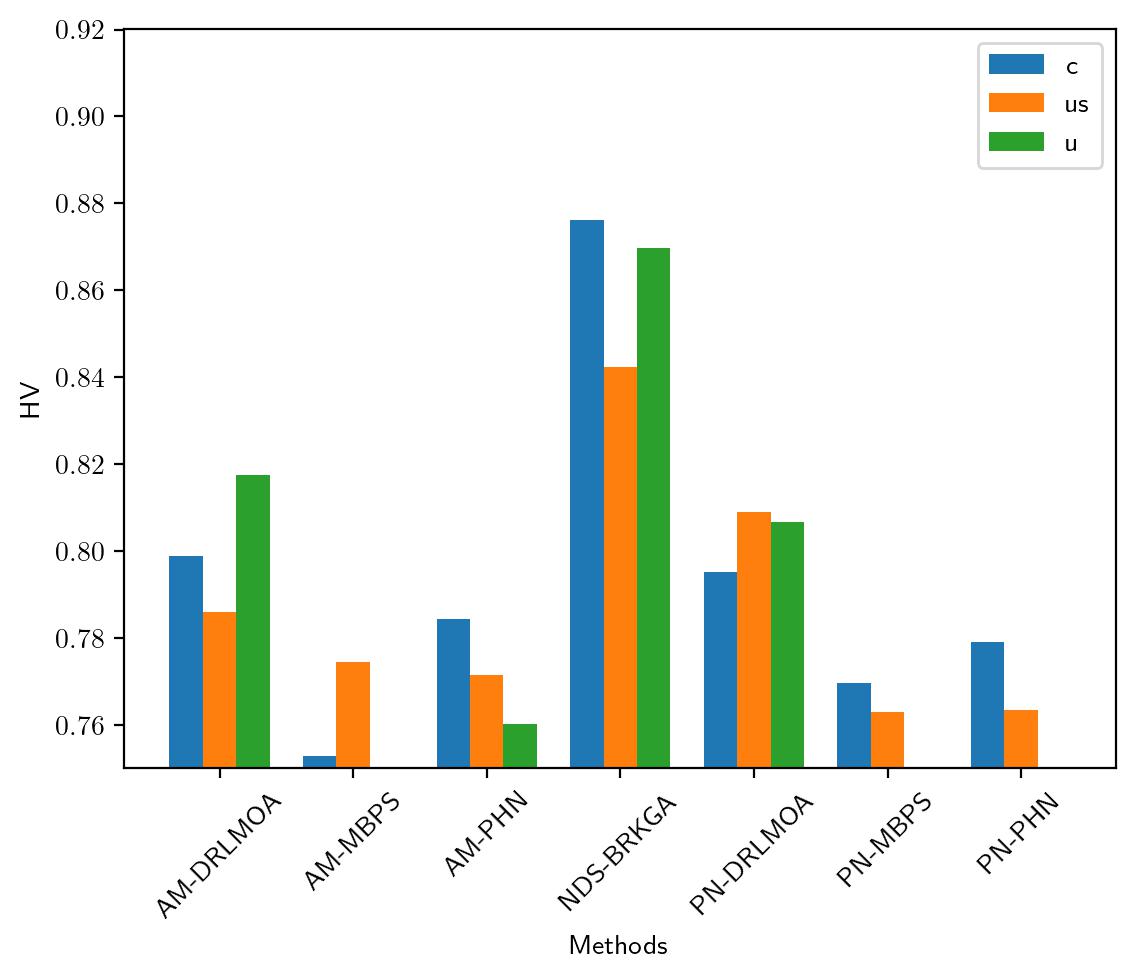 0.92
0.90
0.88
0.86
0.84
0.82
0.80
0.78
0.76
HV
c
us
u
AM-DRLMOA
AM-MBPS
AM-PHN
NDS-BRKGA
PN-DRLMOA
PN-MBPS
PN-PHN
Methods